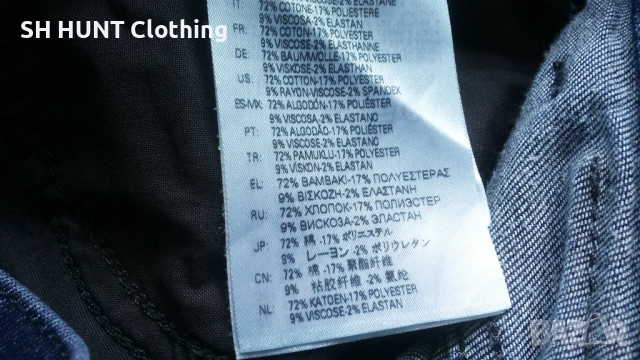 SH HUNT Clothing
9% VISCOSA-2% ELASTAN
IT: 72% COTONE-17% POLIESTERE
9% VISCOSA-2% ELASTAN
FR: 72% COTON-17% POLYESTER
9% VISCOSE-2% ELASTHANNE
DE: 72% BAUMWOLLE-17% POLYESTER
9% VISKOSE-2% ELASTHAN
US: 72% COTTON-17% POLYESTER
9% RAYON-VISCOSE-2% SPANDEX
ES-MX: 72% ALGODÓN-17% POLIÉSTER
9% VISCOSA-2% ELASTANO
PT: 72% ALGODÃO-17% POLIÉSTER
9% VISCOSE-2% ELASTANO
TR: 72% PAMUKLU-17% POLYESTER
9% VİSKON-2% ELASTAN
EL: 72% ΒΑΜΒΑΚΙ-17% ΠΟΛΥΕΣΤΕΡΑΣ
9% ΒΙΣΚΟΖΗ-2% ΕΛΑΣΤΑΝΗ
RU: 72% ХЛОПОК-17% ПОЛИЭСТЕР
9% ВИСКОЗА-2% ЭЛАСТАН
JP: 72% 綿 -17% ポリエステル
9% レーヨン -2% ポリウレタン
CN: 72% 棉 -17% 聚酯纤维
9% 粘胶纤维 -2% 氨纶
NL: 72% KATOEN-17% POLYESTER
9% VISCOSE-2% ELASTAN